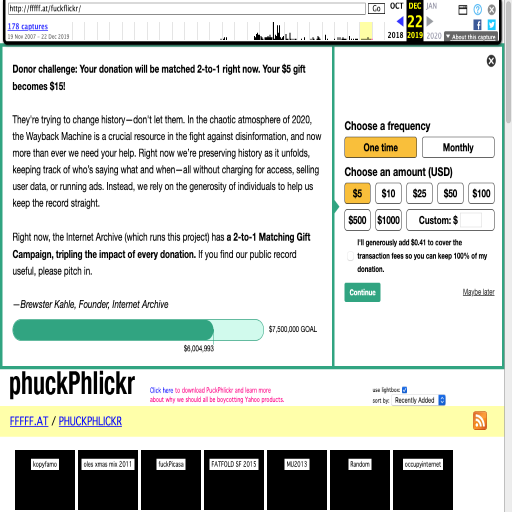 http://fffff.at/fuckflickr/
Go
OCT DEC JAN
22
2018 2019 2020
178 captures
19 Nov 2007 - 22 Dec 2019
About this capture
Donor challenge: Your donation will be matched 2-to-1 right now. Your $5 gift
becomes $15!
They're trying to change history—don't let them. In the chaotic atmosphere of 2020,
the Wayback Machine is a crucial resource in the fight against disinformation, and now
more than ever we need your help. Right now we're preserving history as it unfolds,
keeping track of who's saying what and when—all without charging for access, selling
user data, or running ads. Instead, we rely on the generosity of individuals to help us
keep the record straight.
Right now, the Internet Archive (which runs this project) has a 2-to-1 Matching Gift
Campaign, tripling the impact of every donation. If you find our public record
useful, please pitch in.
—Brewster Kahle, Founder, Internet Archive
$7,500,000 GOAL
$6,004,993
Choose a frequency
One time Monthly
Choose an amount (USD)
$5 $10 $25 $50 $100
$500 $1000 Custom: $
I'll generously add $0.41 to cover the
transaction fees so you can keep 100% of my
donation.
Continue Maybe later
phuckPhlickr
Click here to download PuckPhlickr and learn more
about why we should all be boycotting Yahoo products.
use lightbox:
sort by: Recently Added
FFFFF.AT / PHUCKPHLICKR
kopyfamo
oles xmas mix 2011
fuckPicasa
FATFOLD SF 2015
MU2013
Random
occupyinternet